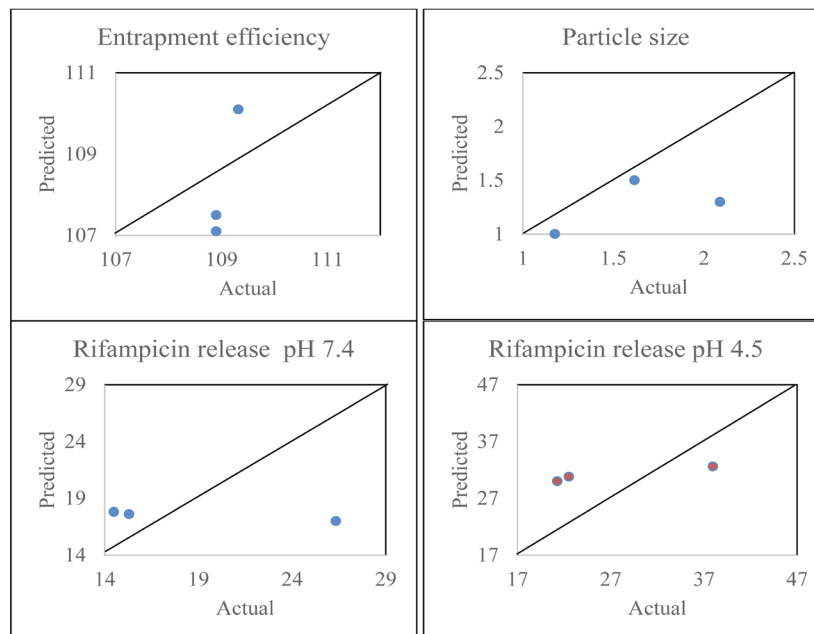 Entrapment efficiency
111
109
107
Predicted
107 109 111
Actual
Particle size
2.5
2
1.5
1
Predicted
1 1.5 2 2.5
Actual
Rifampicin release pH 7.4
29
24
19
14
Predicted
14 19 24 29
Actual
Rifampicin release pH 4.5
47
37
27
17
Predicted
17 27 37 47
Actual